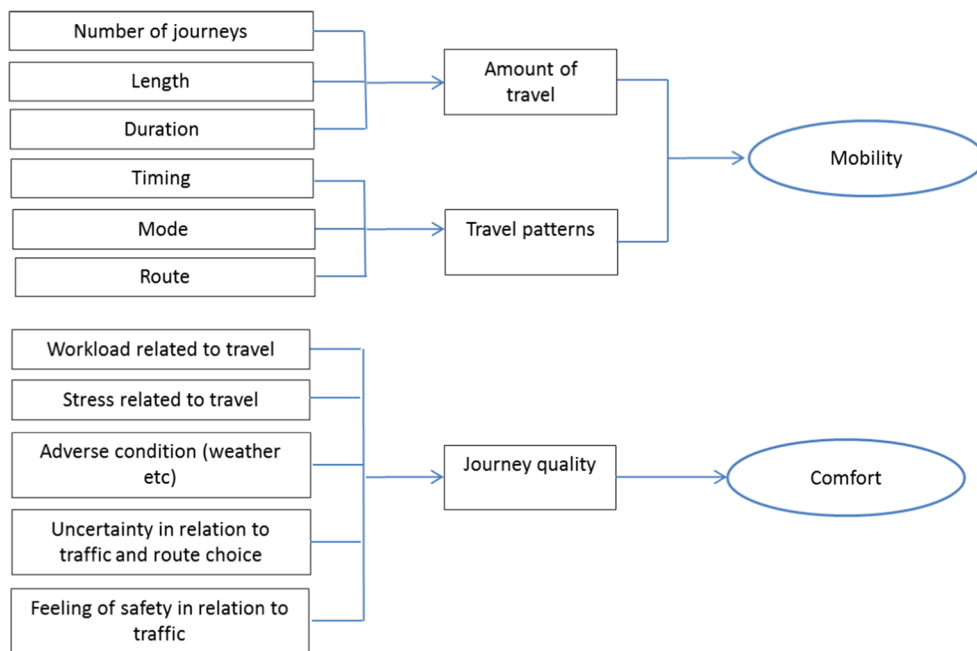 Number of journeys
Length
Duration
Timing
Mode
Route
Amount of
travel
Travel patterns
Mobility
Workload related to travel
Stress related to travel
Adverse condition (weather
etc)
Uncertainty in relation to
traffic and route choice
Feeling of safety in relation to
traffic
Journey quality
Comfort